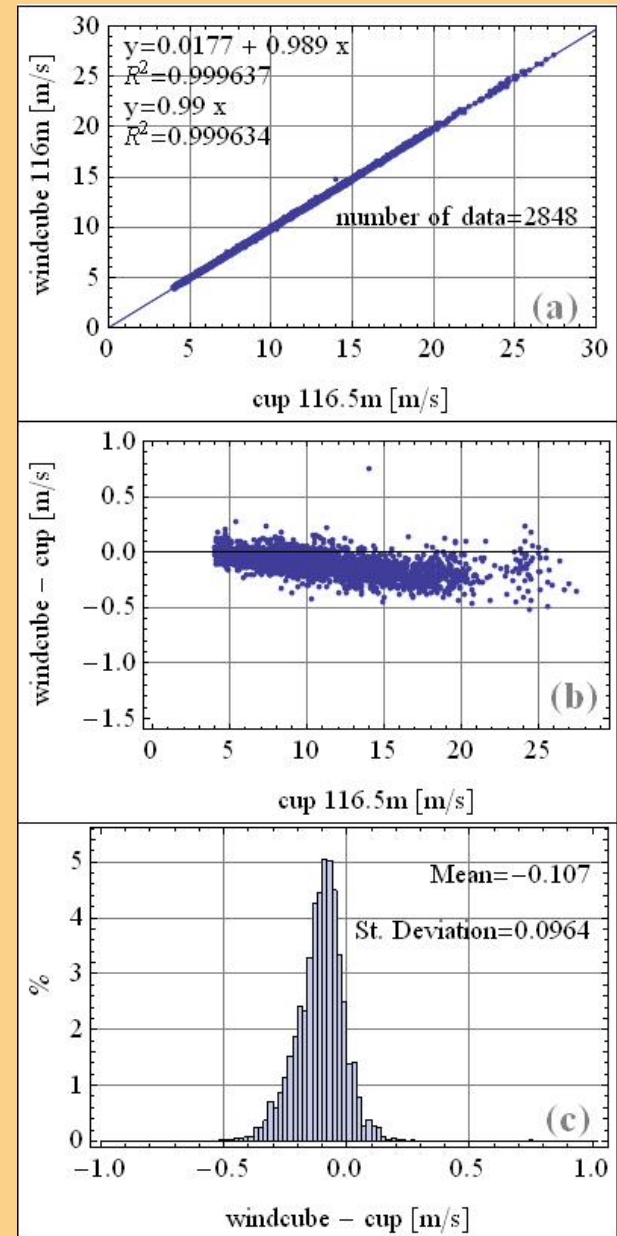 30
25
20
15
10
5
0
windcube 116m [m/s]
y=0.0177 + 0.989 x
R²=0.999637
y=0.99 x
R²=0.999634
number of data=2848
(a)
0 5 10 15 20 25 30
cup 116.5m [m/s]
1.0
0.5
0.0
−0.5
−1.0
−1.5
windcube − cup [m/s]
(b)
0 5 10 15 20 25
cup 116.5m [m/s]
5
4
3
2
1
0
%
Mean=−0.107
St. Deviation=0.0964
(c)
−1.0 −0.5 0.0 0.5 1.0
windcube − cup [m/s]